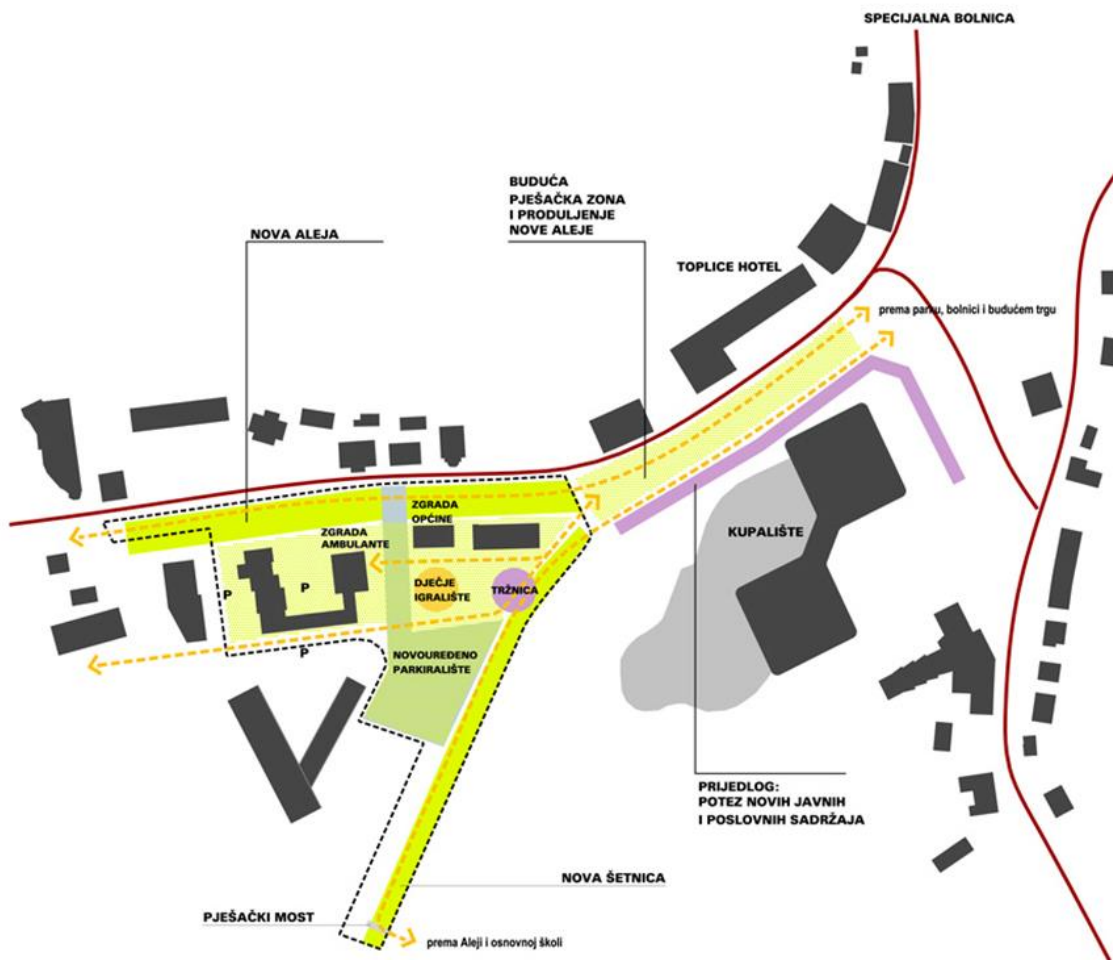 SPECIJALNA BOLNICA
BUDUĆA
PJEŠAČKA ZONA
I PRODULJENJE
NOVE ALEJE
NOVA ALEJA
TOPLICE HOTEL
prema parku, bolnici i budućem trgu
ZGRADA
OPĆINE
ZGRADA
AMBULANTE
KUPALIŠTE
P
P
DJEČJE
IGRALIŠTE
TRŽNICA
P
NOVOUREĐENO
PARKIRALIŠTE
PRIJEDLOG:
POTEZ NOVIH JAVNIH
I POSLOVNIH SADRŽAJA
NOVA ŠETNICA
PJEŠAČKI MOST
prema Aleji i osnovnoj školi